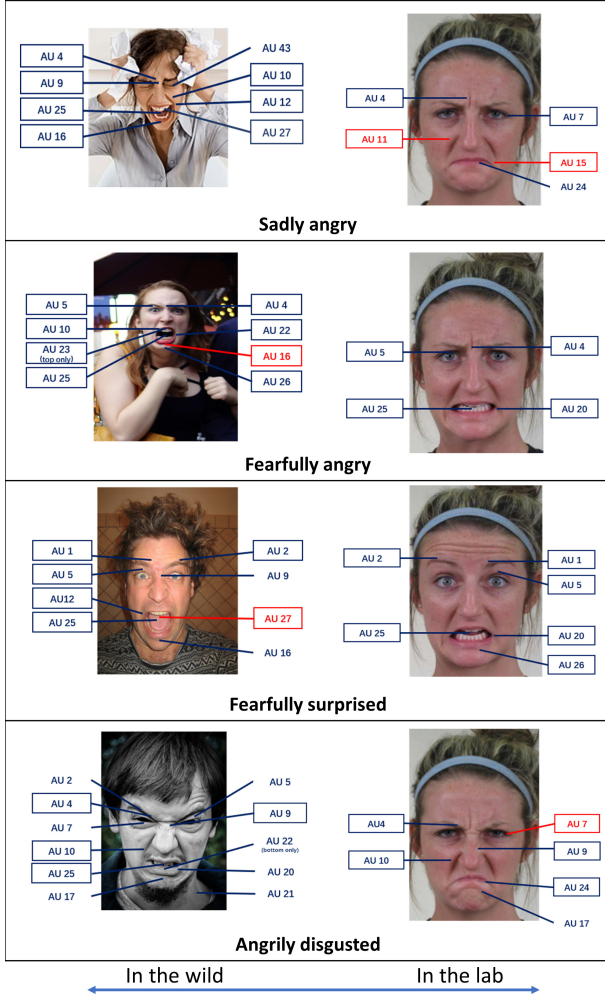 AU 4
AU 43
AU 9
AU 10
AU 25
AU 12
AU 16
AU 27
AU 4
AU 7
AU 11
AU 15
AU 24
Sadly angry
AU 5
AU 4
AU 10
AU 22
AU 23
(top only)
AU 16
AU 25
AU 26
AU 5
AU 4
AU 25
AU 20
Fearfully angry
AU 1
AU 2
AU 5
AU 9
AU12
AU 25
AU 27
AU 16
AU 2
AU 1
AU 5
AU 25
AU 20
AU 26
Fearfully surprised
AU 2
AU 5
AU 4
AU 9
AU 7
AU 22
(bottom only)
AU 10
AU 25
AU 20
AU 17
AU 21
AU4
AU 7
AU 9
AU 10
AU 24
AU 17
Angrily disgusted
In the wild
In the lab